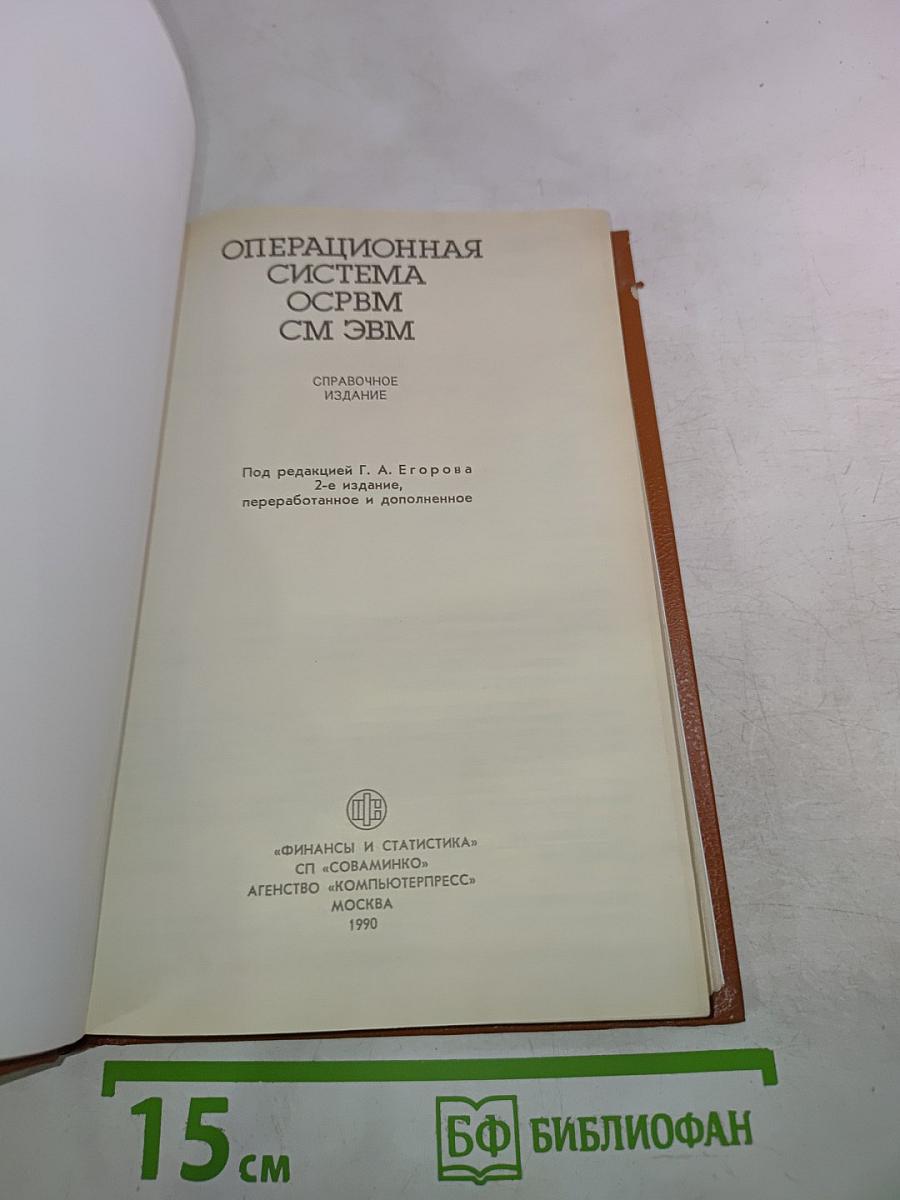 ОПЕРАЦИОННАЯ
СИСТЕМА
ОСРВМ
СМ ЭВМ
СПРАВОЧНОЕ
ИЗДАНИЕ
Под редакцией Г. А. Егорова
2-е издание,
переработанное и дополненное
ФС
«ФИНАНСЫ И СТАТИСТИКА»
СП «СОВАМИНКО»
АГЕНСТВО «КОМПЬЮТЕРПРЕСС»
МОСКВА
1990
15 см
БФ БИБЛИОФАН